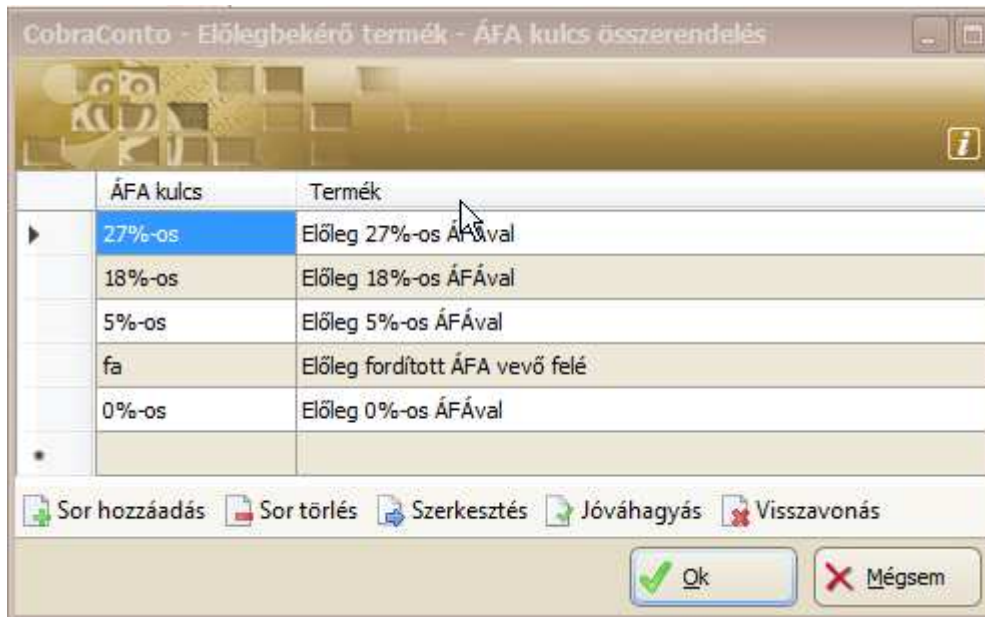 CobraConto - Előlegbekérő termék - ÁFA kulcs összerendelés
ÁFA kulcs Termék
27%-os Előleg 27%-os ÁFÁval
18%-os Előleg 18%-os ÁFÁval
5%-os Előleg 5%-os ÁFÁval
fa Előleg fordított ÁFA vevő felé
0%-os Előleg 0%-os ÁFÁval
Sor hozzáadás Sor törlés Szerkesztés Jóváhagyás Visszavonás
Ok Mégsem